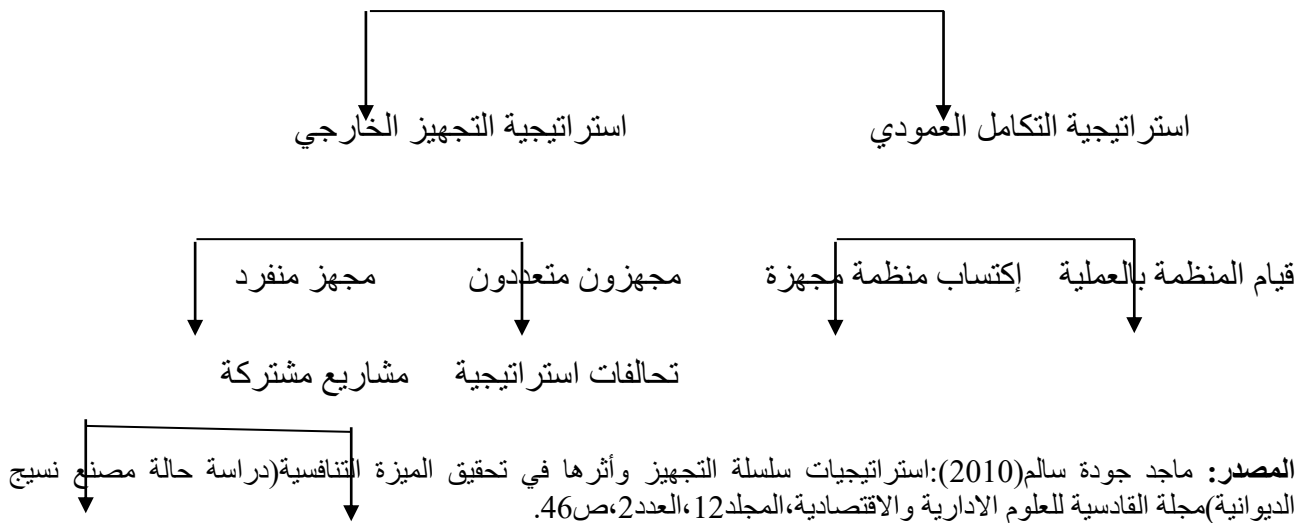 استراتيجية التكامل العمودي استراتيجية التجهيز الخارجي
قيام المنظمة بالعملية إكتساب منظمة مجهزة مجهزون متعددون مجهز منفرد
تحالفات استراتيجية مشاريع مشتركة
المصدر: ماجد جودة سالم(2010):استراتيجيات سلسلة التجهيز وأثرها في تحقيق الميزة التنافسية(دراسة حالة مصنع نسيج
الديوانية)مجلة القادسية للعلوم الادارية والاقتصادية،المجلد12،العدد2،ص46.